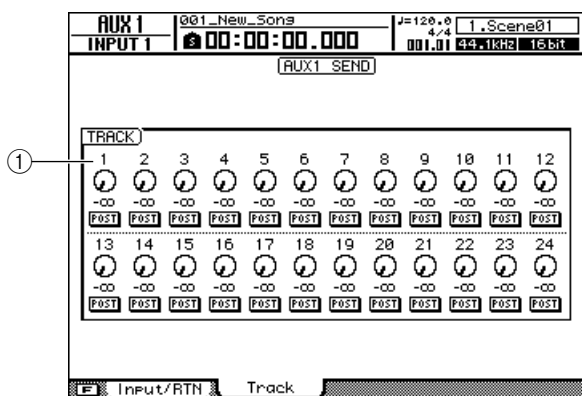 AUX 1
INPUT 1
001_New_Song
S 00:00:00.000
♩=120.0
4/4
001.01
1.Scene01
44.1kHz 16bit
AUX1 SEND
TRACK
1
1 2 3 4 5 6 7 8 9 10 11 12
-∞ -∞ -∞ -∞ -∞ -∞ -∞ -∞ -∞ -∞ -∞ -∞
POST POST POST POST POST POST POST POST POST POST POST POST
13 14 15 16 17 18 19 20 21 22 23 24
-∞ -∞ -∞ -∞ -∞ -∞ -∞ -∞ -∞ -∞ -∞ -∞
POST POST POST POST POST POST POST POST POST POST POST POST
F Input/RTN Track